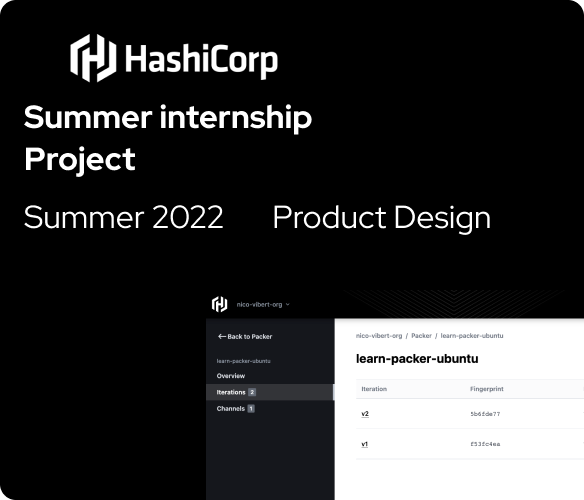 HashiCorp
Summer internship
Project
Summer 2022 Product Design
nico-vibert-org
Back to Packer
nico-vibert-org / Packer / learn-packer-ubuntu
learn-packer-ubuntu
learn-packer-ubuntu
Overview
Iterations 2
Channels 1
Iteration Fingerprint
v2 5b6fde77
v1 f53fc4ea